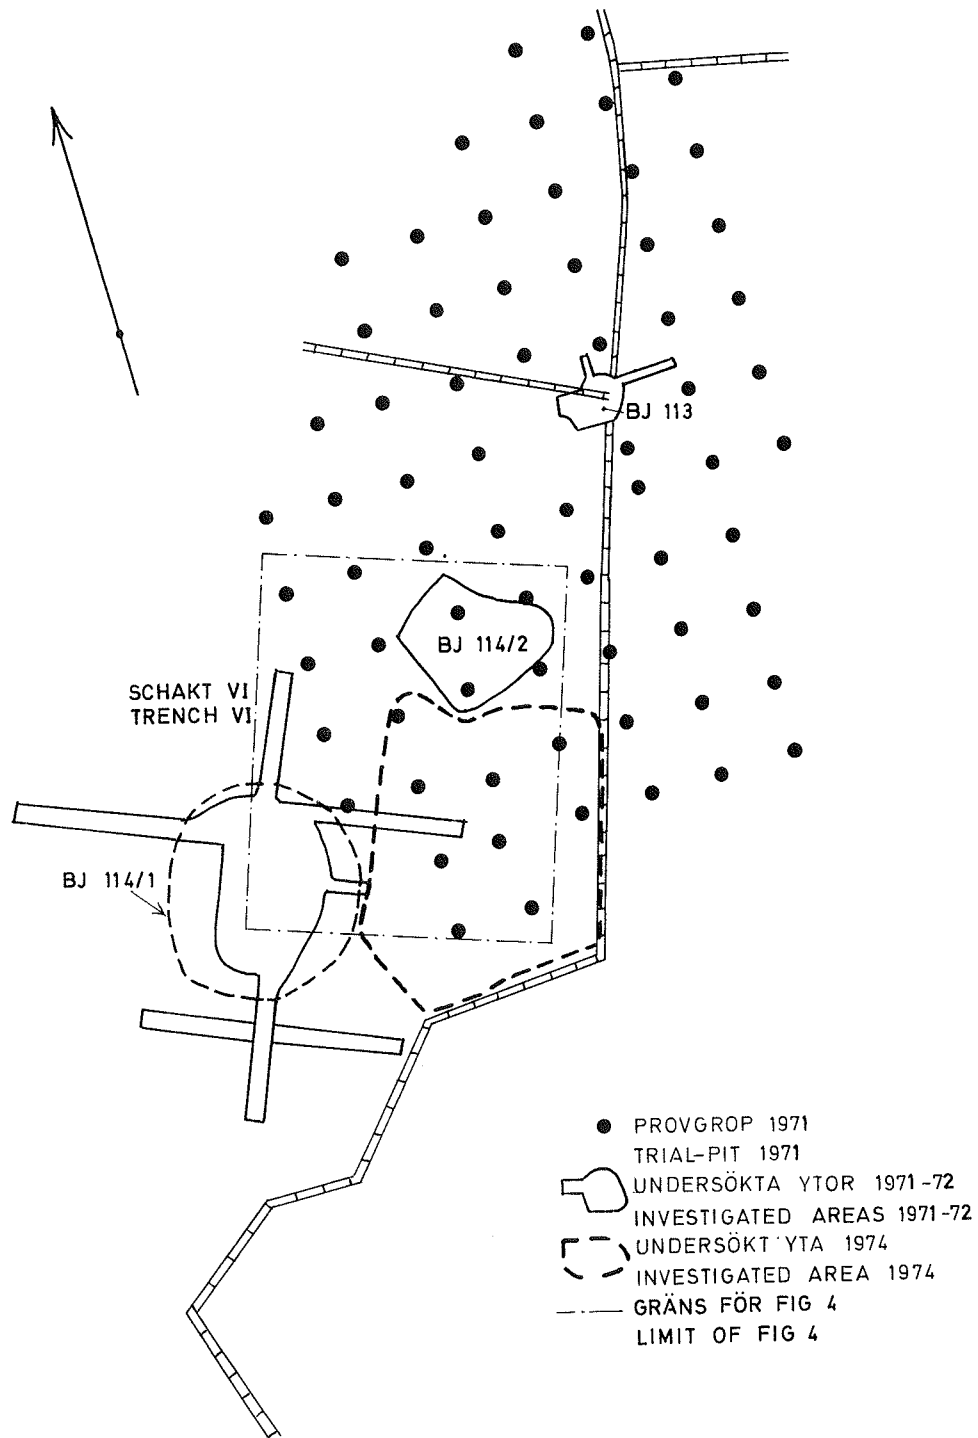 BJ 113
BJ 114/2
SCHAKT VI
TRENCH VI
BJ 114/1
PROVGROP 1971
TRIAL-PIT 1971
UNDERSÖKTA YTOR 1971-72
INVESTIGATED AREAS 1971-72
UNDERSÖKT YTA 1974
INVESTIGATED AREA 1974
GRÄNS FÖR FIG 4
LIMIT OF FIG 4